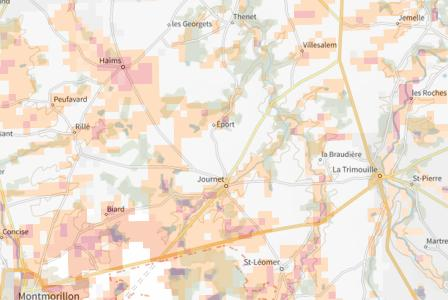 les Georgets
Thenet
Jemelle
Villesalem
Haims
les Roches
Peufavard
Rillé
Éport
la Braudière
La Trimouille
Journet
St-Pierre
Biard
Concise
Martre
St-Léomer
Montmorillon